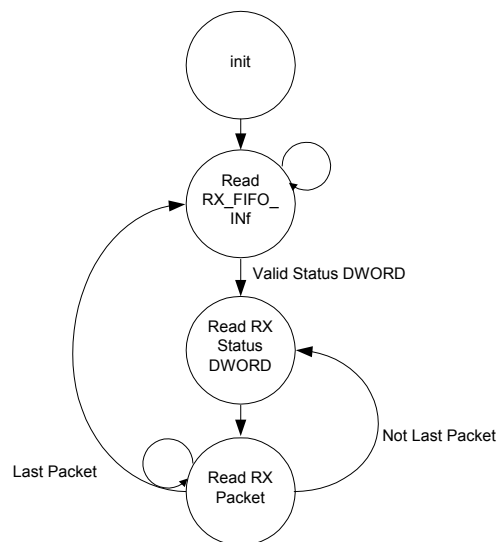 init
Read
RX_FIFO_
INf
Valid Status DWORD
Read RX
Status
DWORD
Not Last Packet
Last Packet
Read RX
Packet